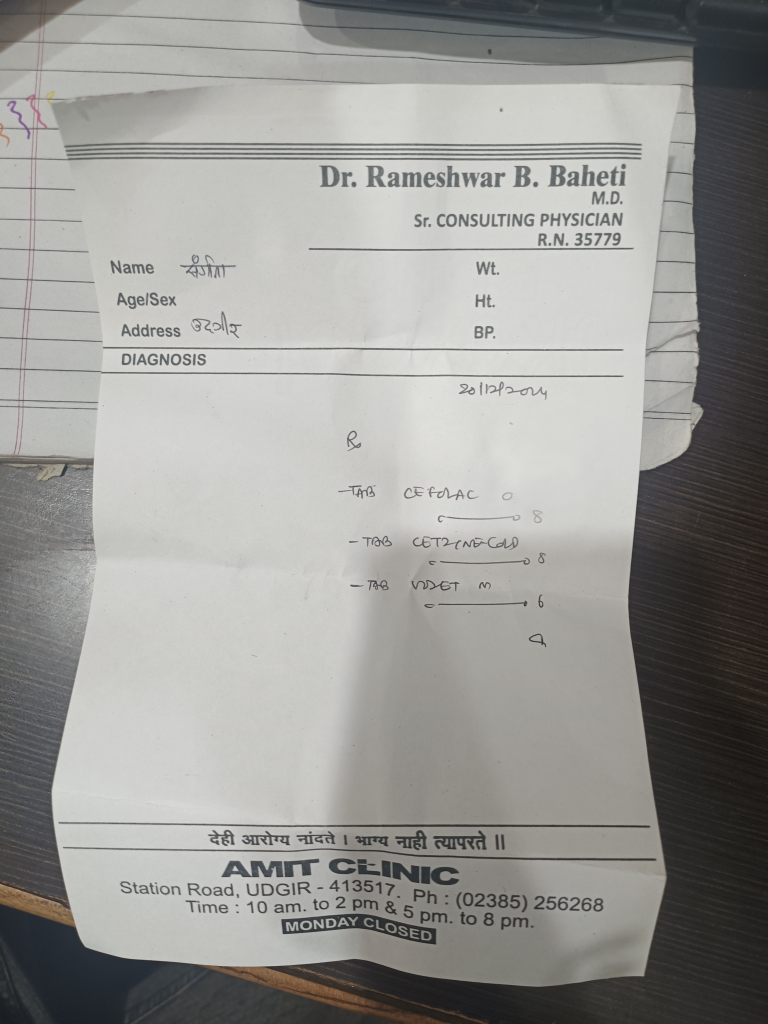 Dr. Rameshwar B. Baheti
M.D.
Sr. CONSULTING PHYSICIAN
R.N. 35779
Name संगीता Wt.
Age/Sex Ht.
Address उदगीर BP.
DIAGNOSIS
20/12/2024
℞
- TAB CEFOLAC O
8
- TAB CETZINE-COLD
8
- TAB M
6
देही आरोग्य नांदते । भाग्य नाही त्यापरते ॥
AMIT CLINIC
Station Road, UDGIR - 413517. Ph : (02385) 256268
Time : 10 am. to 2 pm & 5 pm. to 8 pm.
MONDAY CLOSED